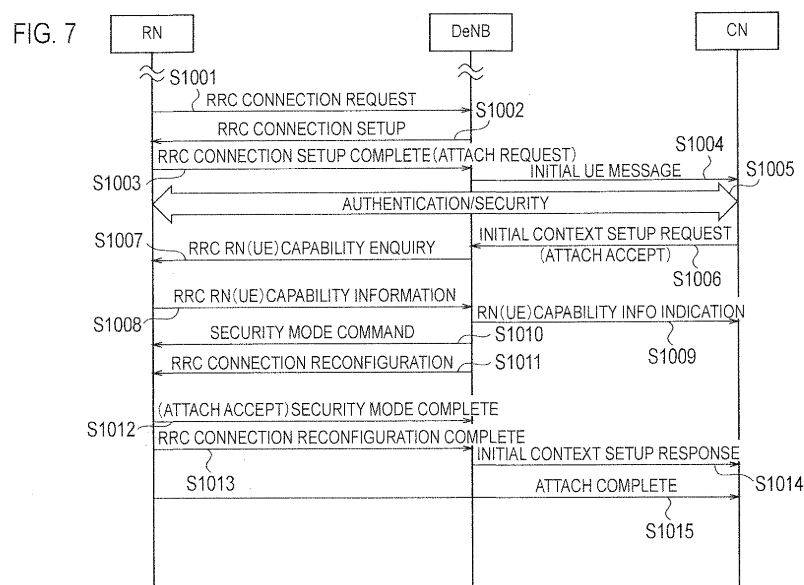 FIG. 7
RN
DeNB
CN
S1001
RRC CONNECTION REQUEST
S1002
RRC CONNECTION SETUP
S1004
RRC CONNECTION SETUP COMPLETE(ATTACH REQUEST)
INITIAL UE MESSAGE
S1005
S1003
AUTHENTICATION/SECURITY
S1007
INITIAL CONTEXT SETUP REQUEST
RRC RN(UE)CAPABILITY ENQUIRY
(ATTACH ACCEPT)
S1006
RRC RN(UE)CAPABILITY INFORMATION
RN(UE)CAPABILITY INFO INDICATION
S1008
SECURITY MODE COMMAND
S1010
S1009
RRC CONNECTION RECONFIGURATION
S1011
(ATTACH ACCEPT)SECURITY MODE COMPLETE
S1012
RRC CONNECTION RECONFIGURATION COMPLETE
INITIAL CONTEXT SETUP RESPONSE
S1013
S1014
ATTACH COMPLETE
S1015